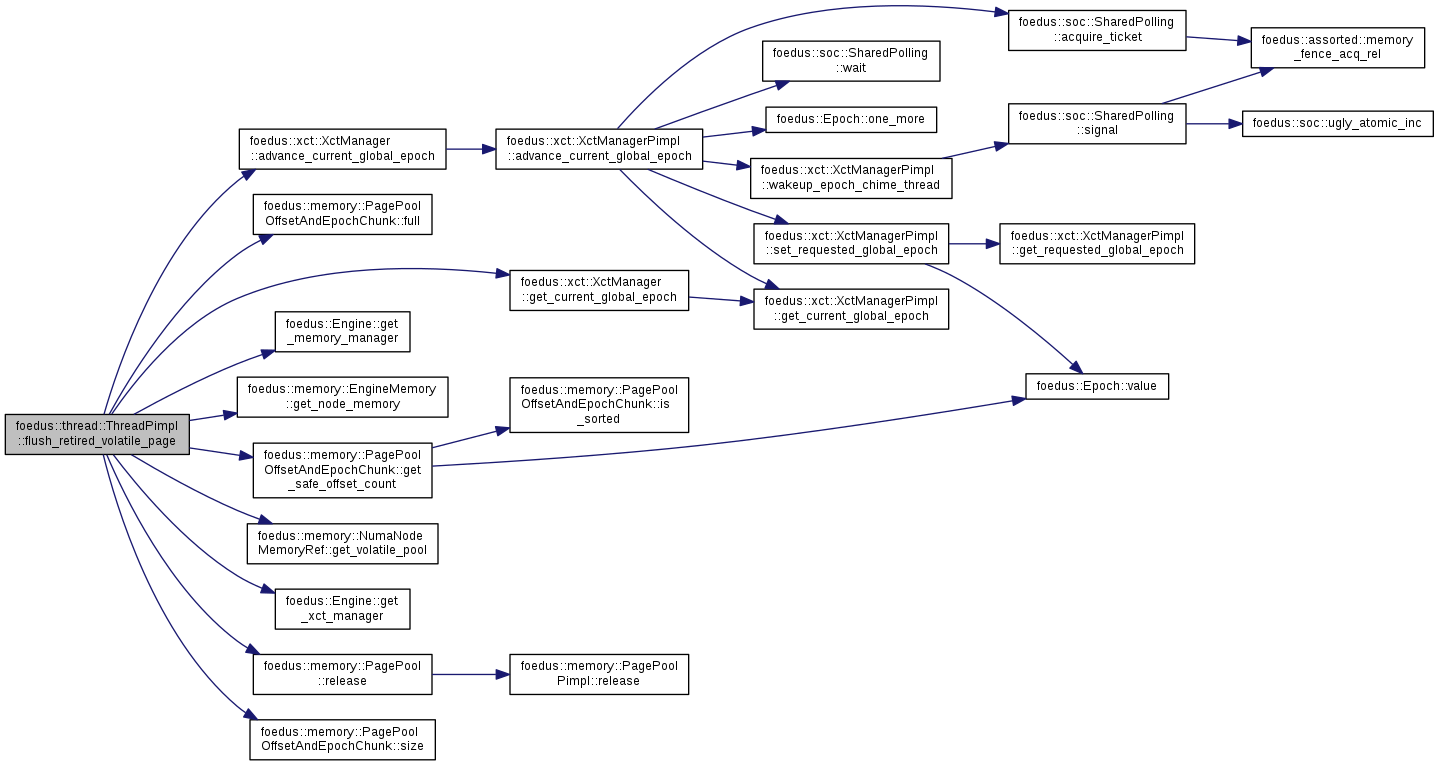 foedus::thread::ThreadPimpl
::flush_retired_volatile_page
foedus::xct::XctManager
::advance_current_global_epoch
foedus::memory::PagePool
OffsetAndEpochChunk::full
foedus::xct::XctManager
::get_current_global_epoch
foedus::Engine::get
_memory_manager
foedus::memory::EngineMemory
::get_node_memory
foedus::memory::PagePool
OffsetAndEpochChunk::get
_safe_offset_count
foedus::memory::NumaNode
MemoryRef::get_volatile_pool
foedus::Engine::get
_xct_manager
foedus::memory::PagePool
::release
foedus::memory::PagePool
OffsetAndEpochChunk::size
foedus::xct::XctManagerPimpl
::advance_current_global_epoch
foedus::memory::PagePool
OffsetAndEpochChunk::is
_sorted
foedus::memory::PagePool
Pimpl::release
foedus::soc::SharedPolling
::wait
foedus::Epoch::one_more
foedus::xct::XctManagerPimpl
::wakeup_epoch_chime_thread
foedus::xct::XctManagerPimpl
::set_requested_global_epoch
foedus::xct::XctManagerPimpl
::get_current_global_epoch
foedus::soc::SharedPolling
::acquire_ticket
foedus::soc::SharedPolling
::signal
foedus::xct::XctManagerPimpl
::get_requested_global_epoch
foedus::Epoch::value
foedus::assorted::memory
_fence_acq_rel
foedus::soc::ugly_atomic_inc